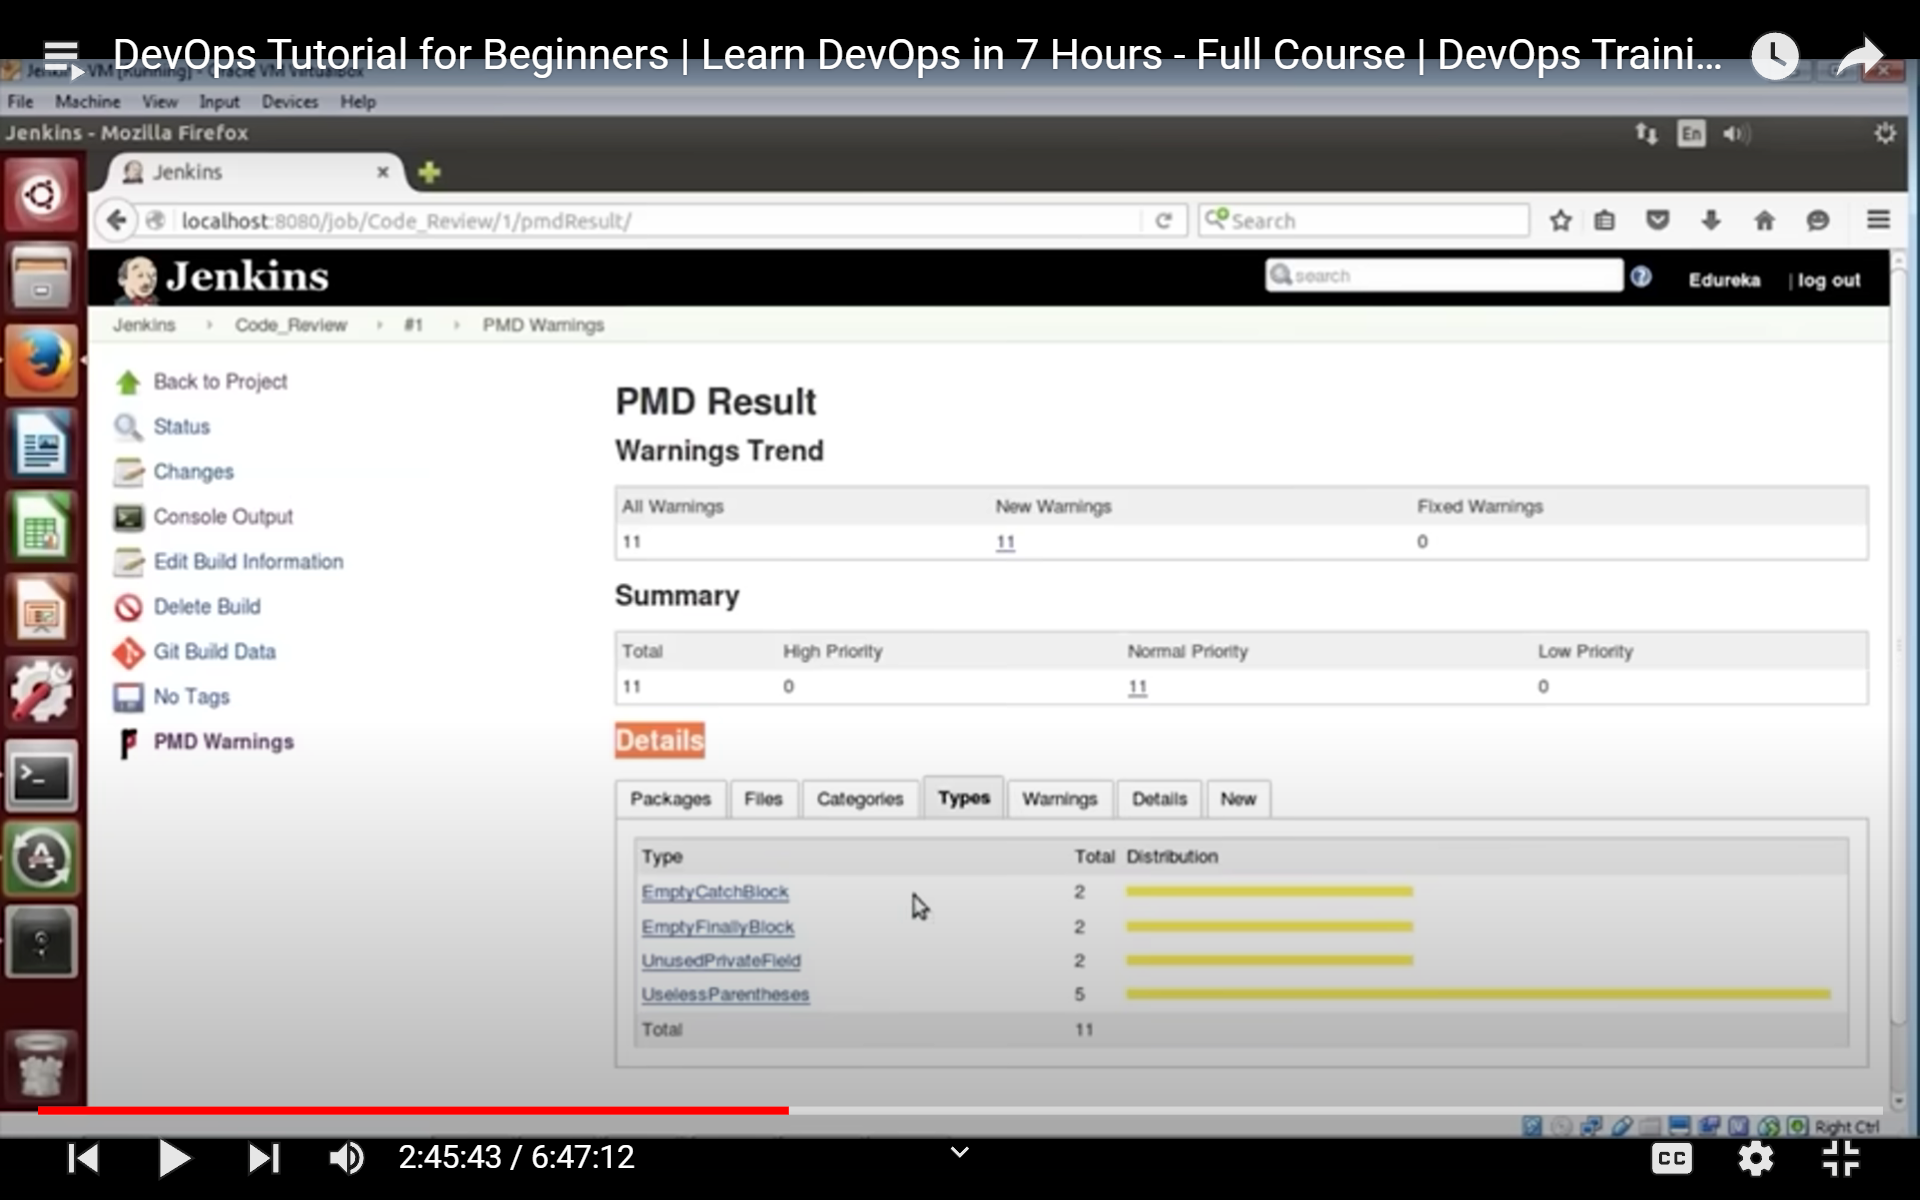 DevOps Tutorial for Beginners | Learn DevOps in 7 Hours - Full Course | DevOps Traini...
File Machine View Input Devices Help
Jenkins - Mozilla Firefox
En
Jenkins
localhost:8080/job/Code_Review/1/pmdResult/
Search
Jenkins
search
Edureka
| log out
Jenkins Code_Review #1 PMD Warnings
Back to Project
Status
Changes
Console Output
Edit Build Information
Delete Build
Git Build Data
No Tags
PMD Warnings
PMD Result
Warnings Trend
All Warnings New Warnings Fixed Warnings
11 11 0
Summary
Total High Priority Normal Priority Low Priority
11 0 11 0
Details
Packages Files Categories Types Warnings Details New
Type Total Distribution
EmptyCatchBlock 2
EmptyFinallyBlock 2
UnusedPrivateField 2
UselessParentheses 5
Total 11
Right Ctrl
2:45:43 / 6:47:12
CC